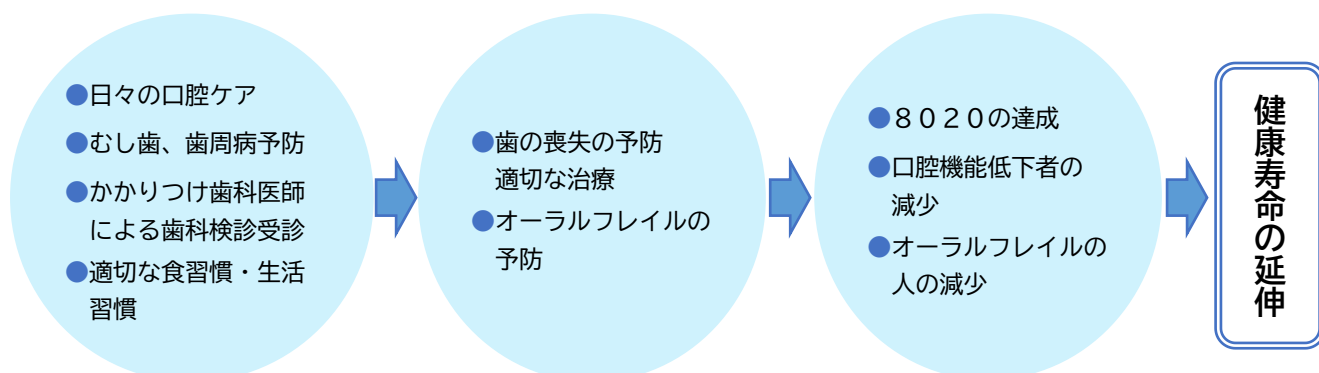 ●日々の口腔ケア
●むし歯、歯周病予防
●かかりつけ歯科医師
による歯科検診受診
●適切な食習慣・生活
習慣
●歯の喪失の予防
適切な治療
●オーラルフレイルの
予防
●８０２０の達成
●口腔機能低下者の
減少
●オーラルフレイルの
人の減少
健康寿命の延伸